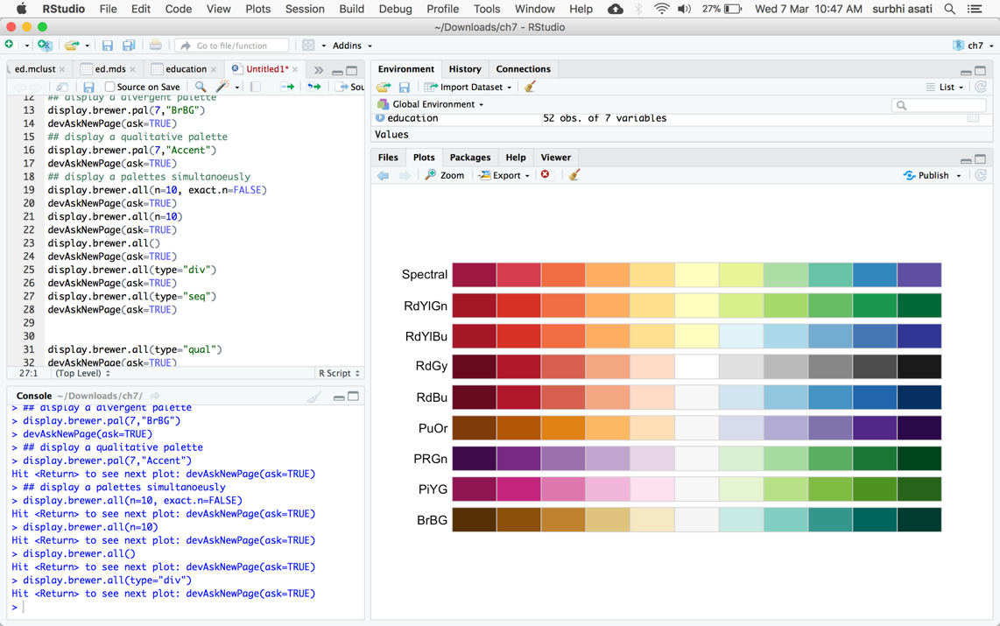 RStudio File Edit Code View Plots Session Build Debug Profile Tools Window Help 27% Wed 7 Mar 10:47 AM surbhi asati
~/Downloads/ch7 - RStudio
Go to file/function Addins ch7
ed.mclust ed.mds education Untitled1*
Source on Save Sou
12 ## display a divergent palette
13 display.brewer.pal(7,"BrBG")
14 devAskNewPage(ask=TRUE)
15 ## display a qualitative palette
16 display.brewer.pal(7,"Accent")
17 devAskNewPage(ask=TRUE)
18 ## display a palettes simultanoeusly
19 display.brewer.all(n=10, exact.n=FALSE)
20 devAskNewPage(ask=TRUE)
21 display.brewer.all(n=10)
22 devAskNewPage(ask=TRUE)
23 display.brewer.all()
24 devAskNewPage(ask=TRUE)
25 display.brewer.all(type="div")
26 devAskNewPage(ask=TRUE)
27 display.brewer.all(type="seq")
28 devAskNewPage(ask=TRUE)
29
30
31 display.brewer.all(type="qual")
32 devAskNewPage(ask=TRUE)
27:1 (Top Level) R Script
Console ~/Downloads/ch7/
> ## display a divergent palette
> display.brewer.pal(7,"BrBG")
> devAskNewPage(ask=TRUE)
> ## display a qualitative palette
> display.brewer.pal(7,"Accent")
Hit <Return> to see next plot: devAskNewPage(ask=TRUE)
> ## display a palettes simultanoeusly
> display.brewer.all(n=10, exact.n=FALSE)
Hit <Return> to see next plot: devAskNewPage(ask=TRUE)
> display.brewer.all(n=10)
Hit <Return> to see next plot: devAskNewPage(ask=TRUE)
> display.brewer.all()
Hit <Return> to see next plot: devAskNewPage(ask=TRUE)
> display.brewer.all(type="div")
Hit <Return> to see next plot: devAskNewPage(ask=TRUE)
>
Environment History Connections
Import Dataset List
Global Environment
education 52 obs. of 7 variables
Values
Files Plots Packages Help Viewer
Zoom Export Publish
Spectral
RdYlGn
RdYlBu
RdGy
RdBu
PuOr
PRGn
PiYG
BrBG